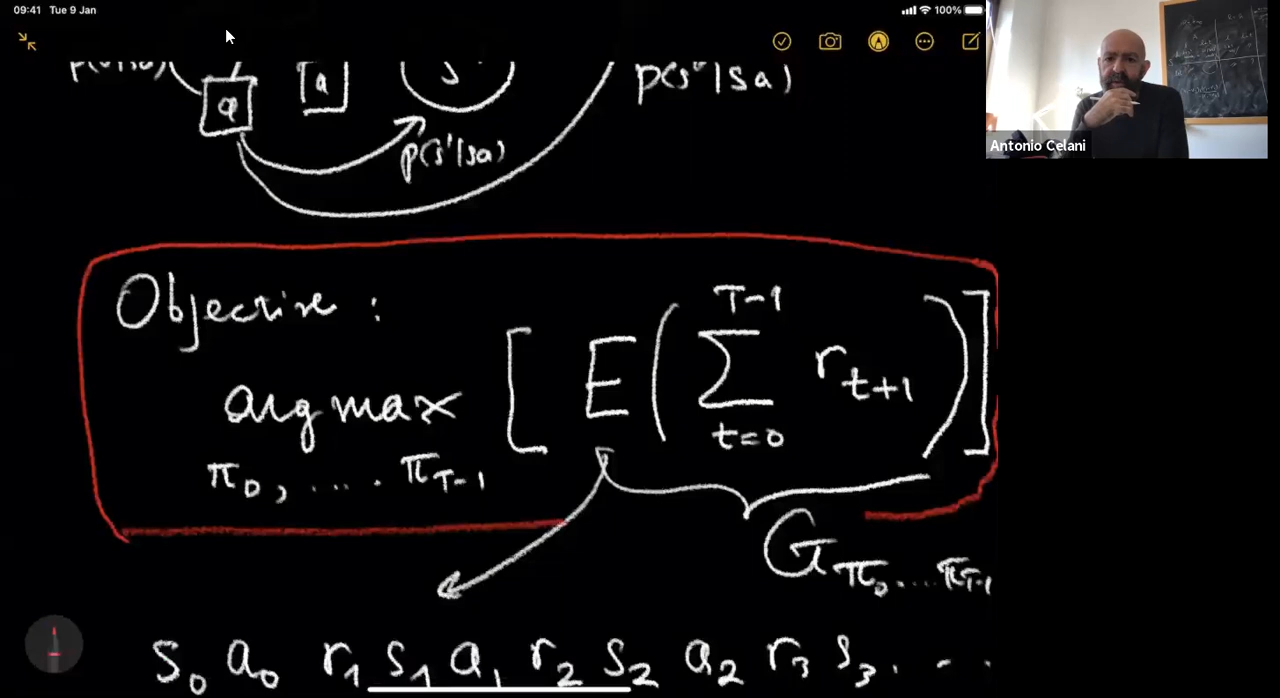 09:41 Tue 9 Jan 100%
a a s p(s'|sa)
p(s'|sa)
Objective :
argmax [ E ( Σ r_{t+1} ) ]
T-1
t=0
π_0, .... π_{T-1}
G_{π_0 .... π_{T-1}}
s_0 a_0 r_1 s_1 a_1 r_2 s_2 a_2 r_3 s_3 . - .
Antonio Celani